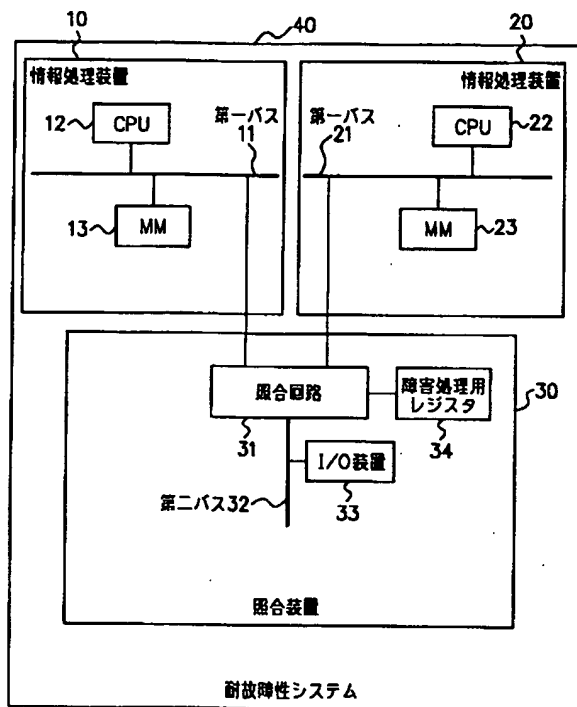 40
10
20
情報処理装置
情報処理装置
12
CPU
第一バス
11
第一バス
21
CPU
22
13
MM
MM
23
照合回路
31
障害処理用
レジスタ
34
30
I/O装置
33
第二バス32
照合装置
耐故障性システム